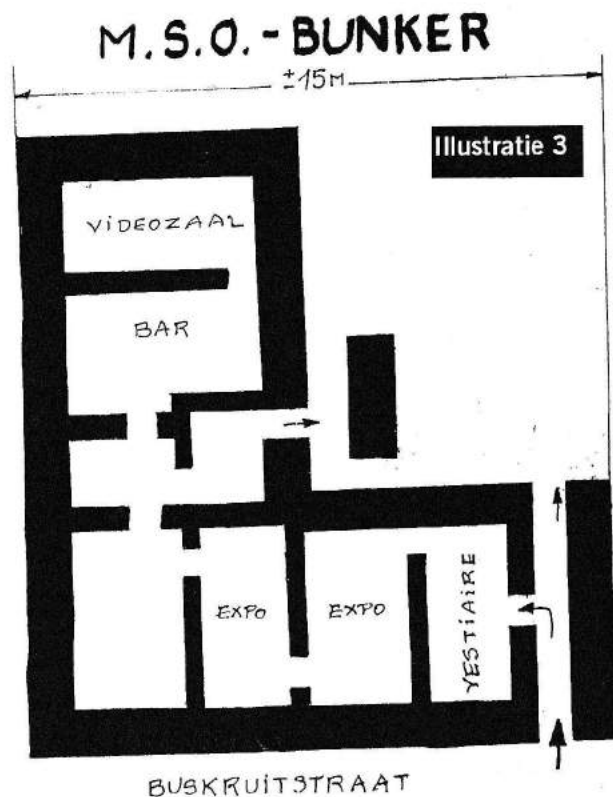 M.S.O.-BUNKER
±15M
Illustratie 3
VIDEOZAAL
BAR
EXPO
EXPO
VESTIAIRE
BUSKRUITSTRAAT